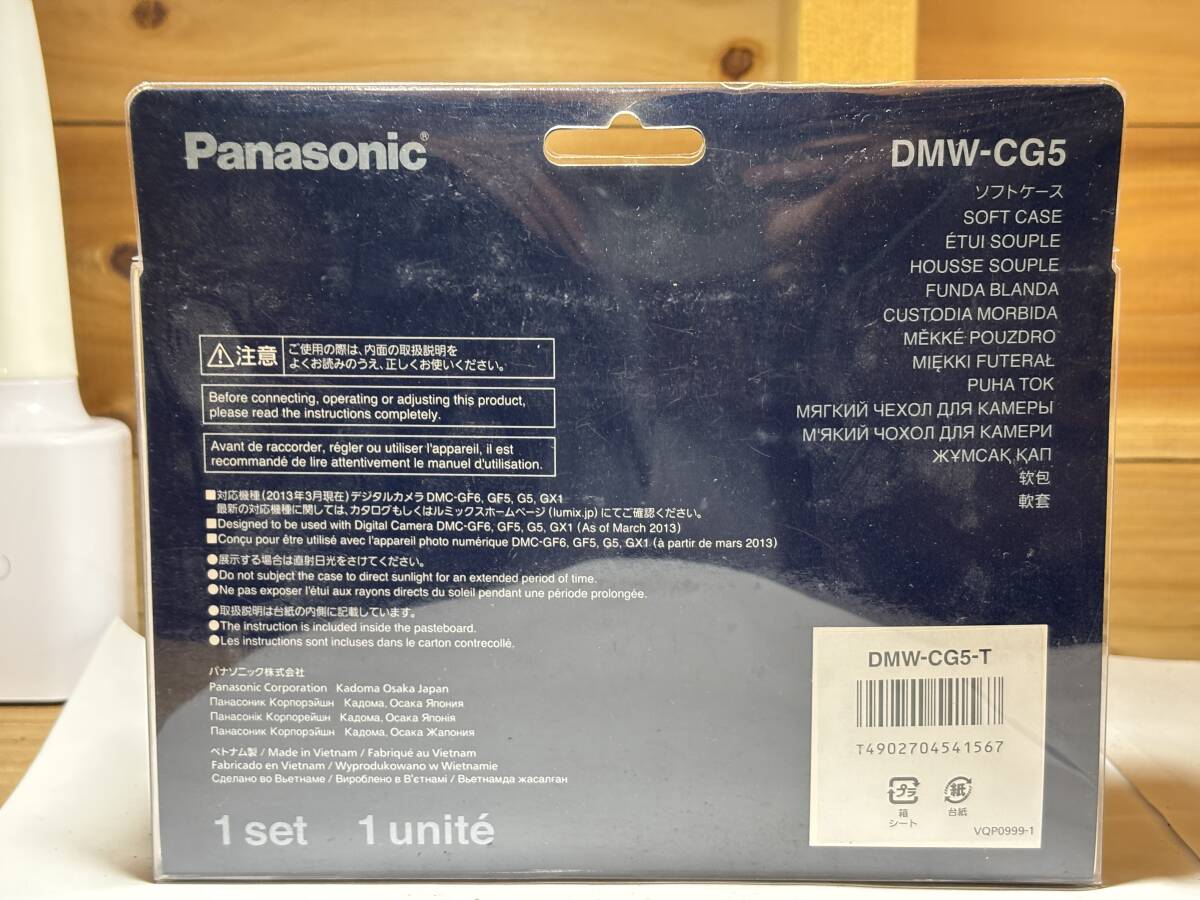 Panasonic®
DMW-CG5
ソフトケース
SOFT CASE
ÉTUI SOUPLE
HOUSSE SOUPLE
FUNDA BLANDA
CUSTODIA MORBIDA
MĚKKÉ POUZDRO
MIĘKKI FUTERAŁ
PUHA TOK
МЯГКИЙ ЧЕХОЛ ДЛЯ КАМЕРЫ
М'ЯКИЙ ЧОХОЛ ДЛЯ КАМЕРИ
ЖҰМСАҚ ҚАП
软包
軟套
注意
ご使用の際は、内面の取扱説明を
よくお読みのうえ、正しくお使いください。
Before connecting, operating or adjusting this product,
please read the instructions completely.
Avant de raccorder, régler ou utiliser l'appareil, il est
recommandé de lire attentivement le manuel d'utilisation.
■対応機種(2013年3月現在)デジタルカメラ DMC-GF6, GF5, G5, GX1
最新の対応機種に関しては、カタログもしくはルミックスホームページ(lumix.jp)にてご確認ください。
■Designed to be used with Digital Camera DMC-GF6, GF5, G5, GX1 (As of March 2013)
■Conçu pour être utilisé avec l'appareil photo numérique DMC-GF6, GF5, G5, GX1 (à partir de mars 2013)
●展示する場合は直射日光をさけてください。
●Do not subject the case to direct sunlight for an extended period of time.
●Ne pas exposer l'étui aux rayons directs du soleil pendant une période prolongée.
●取扱説明は台紙の内側に記載しています。
●The instruction is included inside the pasteboard.
●Les instructions sont incluses dans le carton contrecollé.
パナソニック株式会社
Panasonic Corporation Kadoma Osaka Japan
Панасоник Корпорэйшн Кадома, Осака Япония
Панасонік Корпорейшн Кадома, Осака Японія
Панасоник Корпорэйшн Кадома, Осака Жапония
ベトナム製 / Made in Vietnam / Fabriqué au Vietnam
Fabricado en Vietnam / Wyprodukowano w Wietnamie
Сделано во Вьетнаме / Вироблено в В'єтнамі / Вьетнамда жасалған
1 set 1 unité
DMW-CG5-T
T4902704541567
プラ
紙
箱
シート
台紙
VQP0999-1